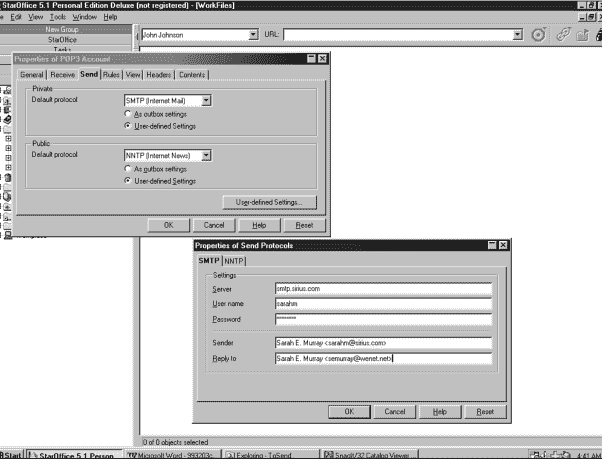 StarOffice 5.1 Personal Edition Deluxe (not registered) - [WorkFiles]
Edit View Tools Window Help
New Group
StarOffice
Tasks
John Johnson
URL:
Properties of POP3 Account
General Receive Send Rules View Headers Contents
Private
Default protocol
SMTP (Internet Mail)
As outbox settings
User-defined Settings
Public
Default protocol
NNTP (Internet News)
As outbox settings
User-defined Settings
User-defined Settings...
OK Cancel Help Reset
Properties of Send Protocols
SMTP NNTP
Settings
Server
smtp.sirius.com
User name
sarahm
Password
********
Sender
Sarah E. Murray <sarahm@sirius.com>
Reply to
Sarah E. Murray <semurray@wenet.net>
OK Cancel Help Reset
0 of 0 objects selected
Start StarOffice 5.1 Person... Microsoft Word - 993203c... Exploring - ToSend SnagIt/32 Catalog Viewer ... 4:41 AM